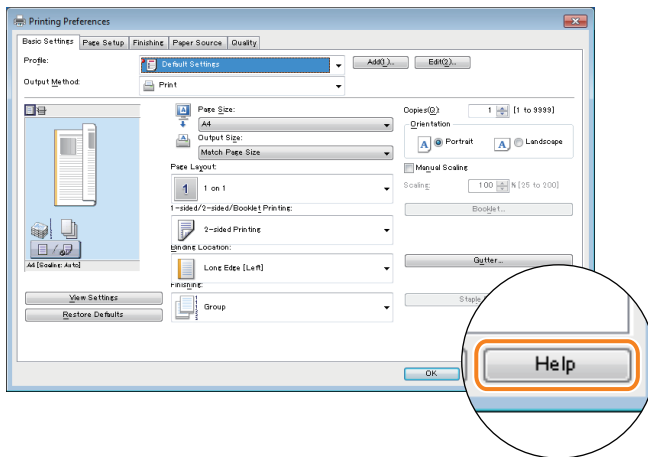 Printing Preferences
Basic Settings Page Setup Finishing Paper Source Quality
Profile: Default Settings Add(1)... Edit(2)...
Output Method: Print
Page Size: Copies(0): 1 [1 to 9999]
A4 Orientation
Output Size: A Portrait A Landscape
Match Page Size
Page Layout: Manual Scaling
1 1 on 1 Scaling: 100 % [25 to 200]
1-sided/2-sided/Booklet Printing: Booklet...
2-sided Printing
Binding Location:
Long Edge [Left] Gutter...
A4 [Scaling: Auto]
Finishing:
View Settings Group Staple
Restore Defaults
OK Help